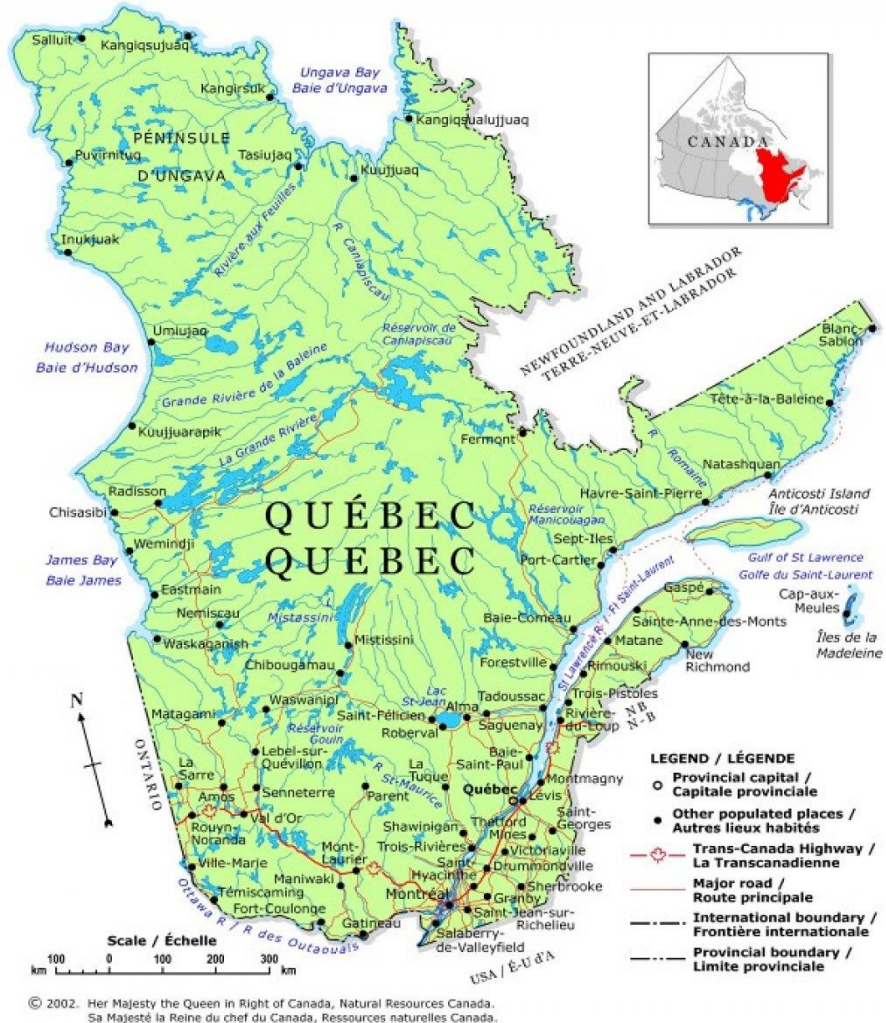 Salluit
Kangiqsujuaq
Ungava Bay
Baie d'Ungava
Kangirsuk
Kangiqsualujjuaq
PÉNINSULE
D'UNGAVA
Puvirnituq
Tasiujaq
Kuujjuaq
CANADA
Inukjuak
Rivière aux Feuilles
R Caniapiscau
NEWFOUNDLAND AND LABRADOR
TERRE-NEUVE-ET-LABRADOR
Umiujaq
Réservoir de
Caniapiscau
Blanc-
Sablon
Hudson Bay
Baie d'Hudson
Grande Rivière de la Baleine
Tête-à-la-Baleine
Kuujjuarapik
La Grande Rivière
Fermont
R Romaine
Natashquan
Radisson
Chisasibi
Havre-Saint-Pierre
Anticosti Island
Île d'Anticosti
QUÉBEC
QUEBEC
Réservoir
Manicouagan
Sept-Iles
Port-Cartier
Wemindji
James Bay
Baie James
Gulf of St Lawrence
Golfe du Saint-Laurent
Eastmain
Nemiscau
L
Mistassini
Waskaganish
Mistissini
Baie-Comeau
St Lawrence R / Fl Saint-Laurent
Gaspé
Cap-aux-
Meules
Sainte-Anne-des-Monts
Matane
Îles de la
Madeleine
New
Richmond
Chibougamau
Forestville
Rimouski
N
Waswanipi
Lac
St-Jean
Alma
Tadoussac
Trois-Pistoles
Matagami
Saint-Félicien
Roberval
Saguenay
Rivière-
du-Loup
NB
N-B
Réservoir
Gouin
ONTARIO
Lebel-sur-
Quévillon
Baie-
Saint-Paul
La
Sarre
Amos
Senneterre
Parent
R St-Maurice
La
Tuque
Québec
Montmagny
Lévis
Rouyn-
Noranda
Val d'Or
Shawinigan
Thetford
Mines
Saint-
Georges
Trois-Rivières
Victoriaville
Mont-
Laurier
Saint-
Hyacinthe
Drummondville
Ville-Marie
Maniwaki
Témiscaming
Montréal
Sherbrooke
Granby
Fort-Coulonge
Saint-Jean-sur-
Richelieu
Gatineau
Salaberry-
de-Valleyfield
Ottawa R / R des Outaouais
USA / É-U d'A
LEGEND / LÉGENDE
Provincial capital /
Capitale provinciale
Other populated places /
Autres lieux habités
Trans-Canada Highway /
La Transcanadienne
Major road /
Route principale
International boundary /
Frontière internationale
Provincial boundary /
Limite provinciale
Scale / Échelle
km 100 0 100 200 300 km
© 2002. Her Majesty the Queen in Right of Canada, Natural Resources Canada.
Sa Majesté la Reine du chef du Canada, Ressources naturelles Canada.